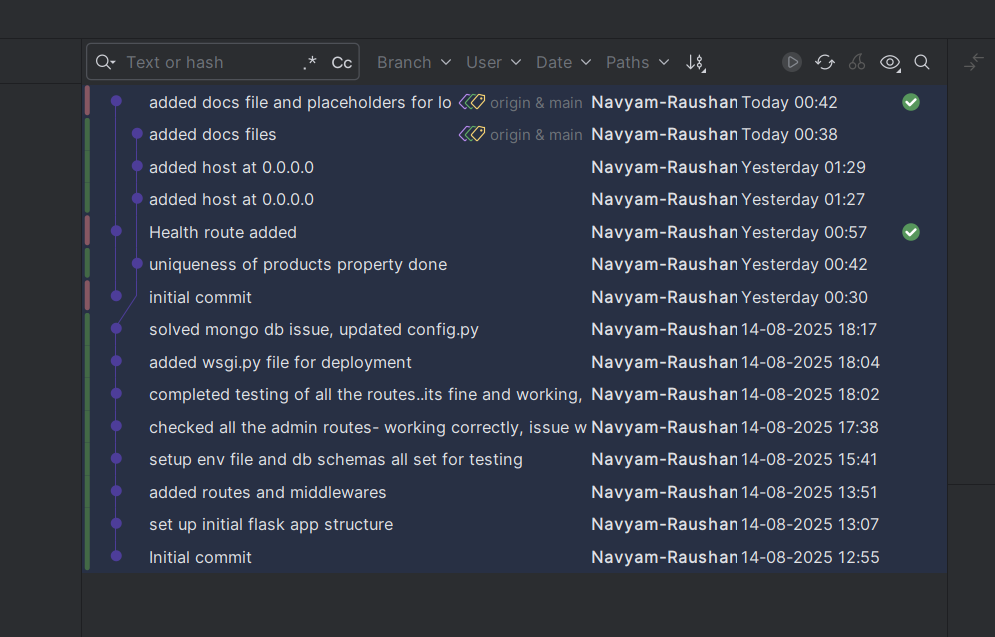 Text or hash .* Cc Branch User Date Paths
added docs file and placeholders for lo origin & main Navyam-Raushan Today 00:42
added docs files origin & main Navyam-Raushan Today 00:38
added host at 0.0.0.0 Navyam-Raushan Yesterday 01:29
added host at 0.0.0.0 Navyam-Raushan Yesterday 01:27
Health route added Navyam-Raushan Yesterday 00:57
uniqueness of products property done Navyam-Raushan Yesterday 00:42
initial commit Navyam-Raushan Yesterday 00:30
solved mongo db issue, updated config.py Navyam-Raushan 14-08-2025 18:17
added wsgi.py file for deployment Navyam-Raushan 14-08-2025 18:04
completed testing of all the routes..its fine and working, Navyam-Raushan 14-08-2025 18:02
checked all the admin routes- working correctly, issue w Navyam-Raushan 14-08-2025 17:38
setup env file and db schemas all set for testing Navyam-Raushan 14-08-2025 15:41
added routes and middlewares Navyam-Raushan 14-08-2025 13:51
set up initial flask app structure Navyam-Raushan 14-08-2025 13:07
Initial commit Navyam-Raushan 14-08-2025 12:55